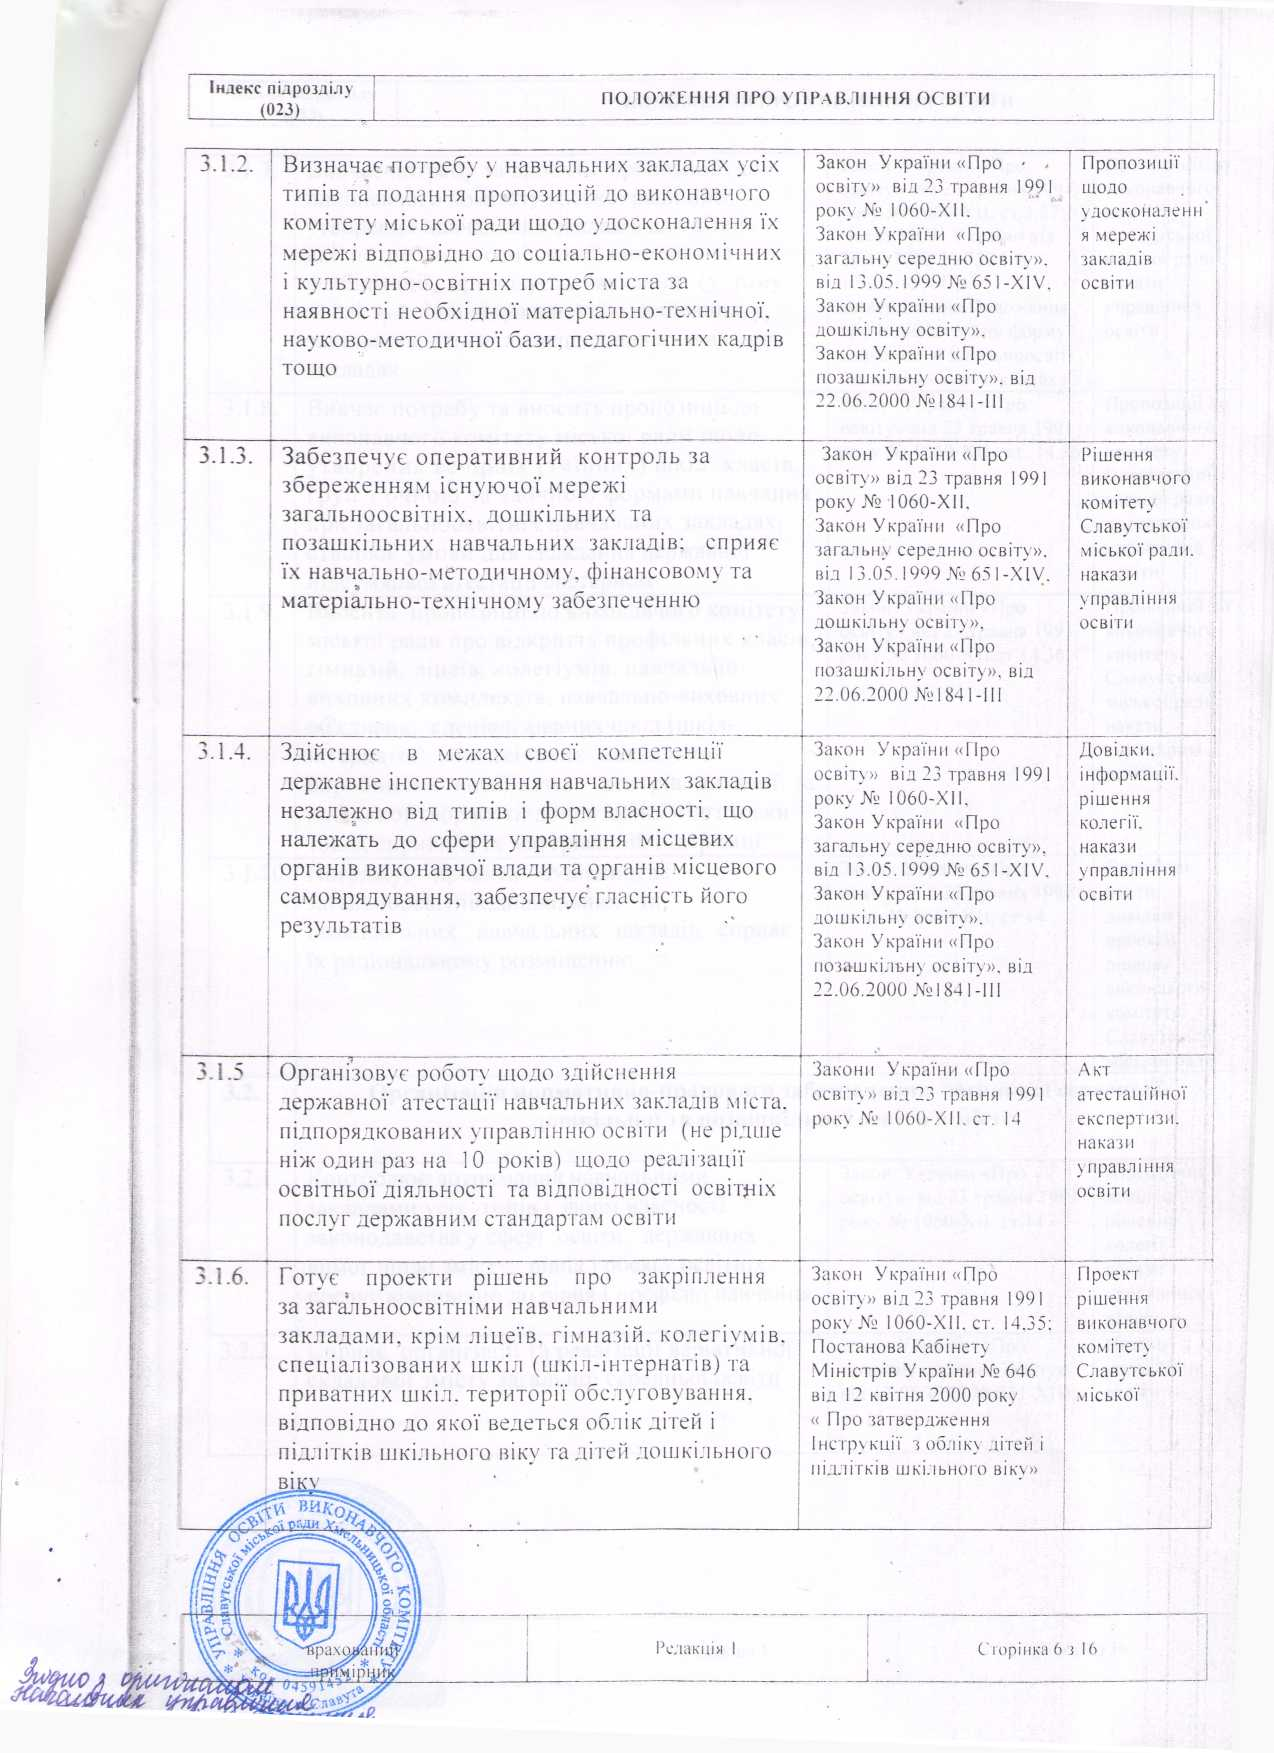 Індекс підрозділу
(023)
ПОЛОЖЕННЯ ПРО УПРАВЛІННЯ ОСВІТИ
3.1.2.
Визначає потребу у навчальних закладах усіх
типів та подання пропозицій до виконавчого
комітету міської ради щодо удосконалення їх
мережі відповідно до соціально-економічних
і культурно-освітніх потреб міста за
наявності необхідної матеріально-технічної,
науково-методичної бази, педагогічних кадрів
тощо
Закон України «Про
освіту» від 23 травня 1991
року № 1060-XII,
Закон України «Про
загальну середню освіту»,
від 13.05.1999 № 651-XIV,
Закон України «Про
дошкільну освіту»,
Закон України «Про
позашкільну освіту», від
22.06.2000 №1841-III
Пропозиції
щодо
удосконаленн
я мережі
закладів
освіти
3.1.3.
Забезпечує оперативний контроль за
збереженням існуючої мережі
загальноосвітніх, дошкільних та
позашкільних навчальних закладів; сприяє
їх навчально-методичному, фінансовому та
матеріально-технічному забезпеченню
Закон України «Про
освіту» від 23 травня 1991
року № 1060-XII,
Закон України «Про
загальну середню освіту»,
від 13.05.1999 № 651-XIV,
Закон України «Про
дошкільну освіту»,
Закон України «Про
позашкільну освіту», від
22.06.2000 №1841-III
Рішення
виконавчого
комітету
Славутської
міської ради,
накази
управління
освіти
3.1.4.
Здійснює в межах своєї компетенції
державне інспектування навчальних закладів
незалежно від типів і форм власності, що
належать до сфери управління місцевих
органів виконавчої влади та органів місцевого
самоврядування, забезпечує гласність його
результатів
Закон України «Про
освіту» від 23 травня 1991
року № 1060-XII,
Закон України «Про
загальну середню освіту»,
від 13.05.1999 № 651-XIV,
Закон України «Про
дошкільну освіту»,
Закон України «Про
позашкільну освіту», від
22.06.2000 №1841-III
Довідки,
інформації,
рішення
колегії,
накази
управління
освіти
3.1.5
Організовує роботу щодо здійснення
державної атестації навчальних закладів міста,
підпорядкованих управлінню освіти (не рідше
ніж один раз на 10 років) щодо реалізації
освітньої діяльності та відповідності освітніх
послуг державним стандартам освіти
Закони України «Про
освіту» від 23 травня 1991
року № 1060-XII, ст. 14
Акт
атестаційної
експертизи,
накази
управління
освіти
3.1.6.
Готує проекти рішень про закріплення
за загальноосвітніми навчальними
закладами, крім ліцеїв, гімназій, колегіумів,
спеціалізованих шкіл (шкіл-інтернатів) та
приватних шкіл, території обслуговування,
відповідно до якої ведеться облік дітей і
підлітків шкільного віку та дітей дошкільного
віку
Закон України «Про
освіту» від 23 травня 1991
року № 1060-XII, ст. 14,35;
Постанова Кабінету
Міністрів України № 646
від 12 квітня 2000 року
« Про затвердження
Інструкції з обліку дітей і
підлітків шкільного віку»
Проект
рішення
виконавчого
комітету
Славутської
міської
УПРАВЛІННЯ ОСВІТИ ВИКОНАВЧОГО КОМІТЕТУ
Славутської міської ради Хмельницької області
Славута
врахований
примірник
Редакція 1
Сторінка 6 з 16
Згідно з оригіналом
Начальник управління